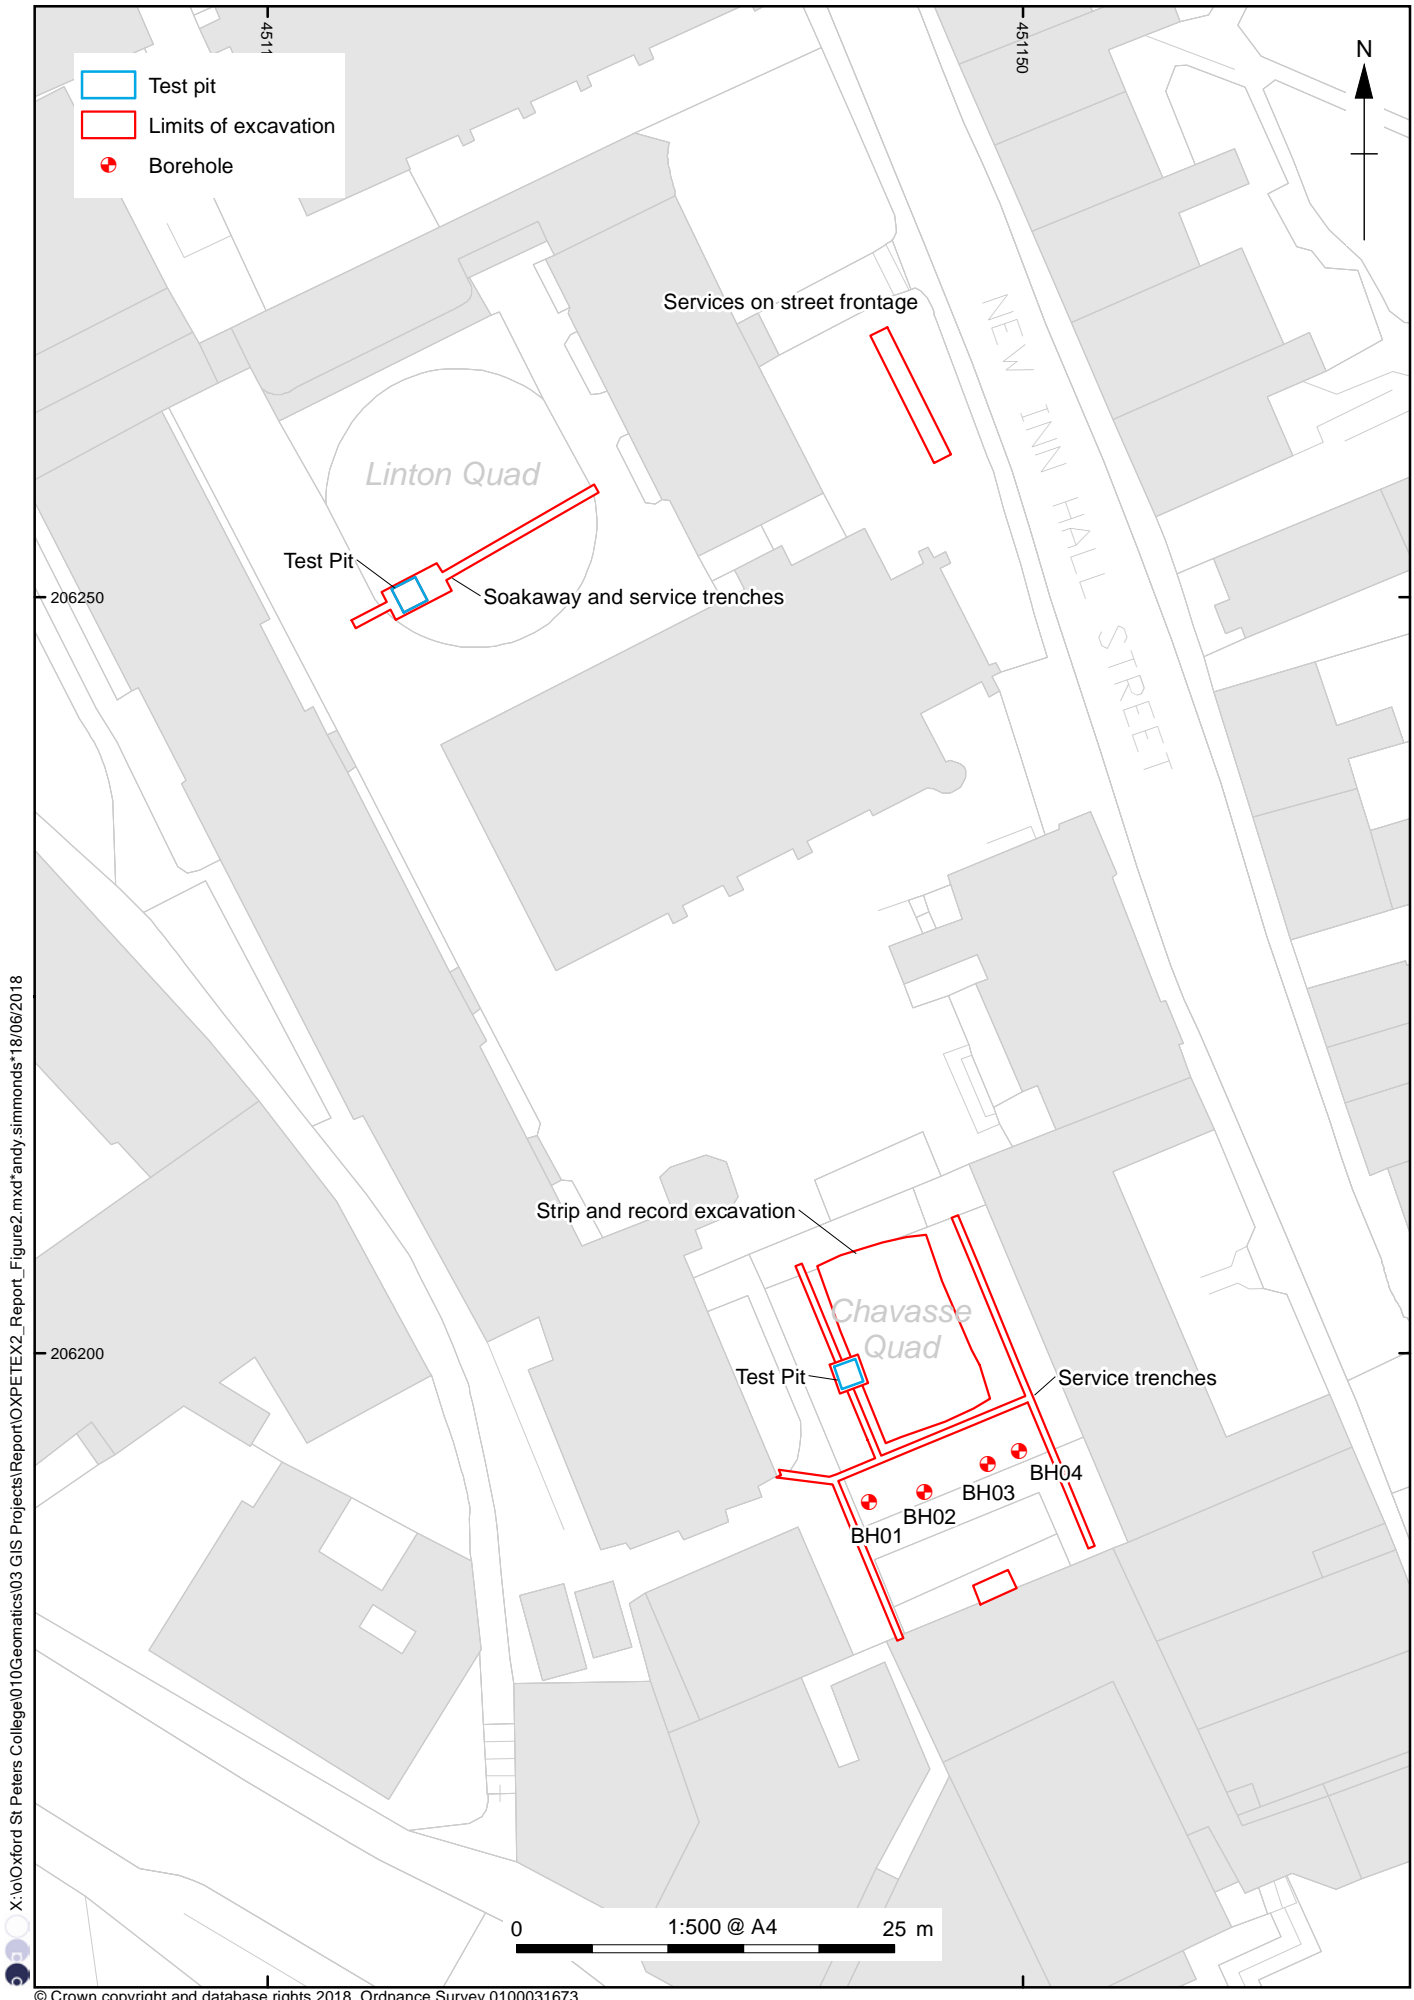 4511
451150
N
Test pit
Limits of excavation
Borehole
Services on street frontage
NEW INN HALL STREET
Linton Quad
Test Pit
206250
Soakaway and service trenches
Strip and record excavation
Chavasse
Quad
206200
Test Pit
Service trenches
BH04
BH03
BH02
BH01
0 1:500 @ A4 25 m
X:\o\Oxford St Peters College\010Geomatics\03 GIS Projects\Report\OXPETEX2_Report_Figure2.mxd*andy.simmonds*18/06/2018
© Crown copyright and database rights 2018. Ordnance Survey 0100031673